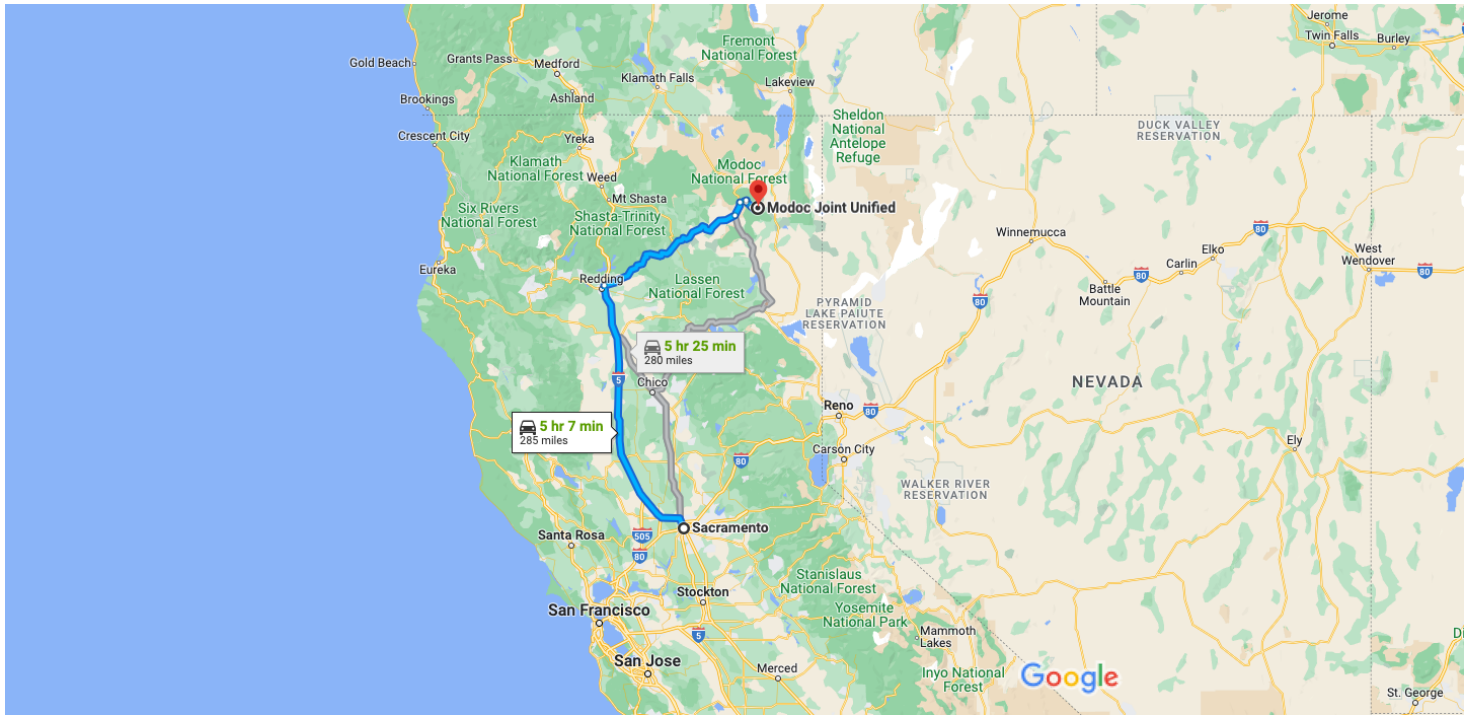 Jerome
Twin Falls
Burley
Fremont
National Forest
Gold Beach
Grants Pass
Medford
Klamath Falls
Lakeview
Brookings
Ashland
Crescent City
Yreka
Sheldon
National
Antelope
Refuge
DUCK VALLEY
RESERVATION
Klamath
National Forest
Weed
Modoc
National Forest
Mt Shasta
Six Rivers
National Forest
Shasta-Trinity
National Forest
Modoc Joint Unified
Winnemucca
80
Elko
West
Wendover
80
Carlin
80
Battle
Mountain
Eureka
Redding
Lassen
National Forest
80
PYRAMID
LAKE PAIUTE
RESERVATION
5 hr 25 min
280 miles
5
Chico
NEVADA
Reno
80
5 hr 7 min
285 miles
Carson City
Ely
80
WALKER RIVER
RESERVATION
Sacramento
Santa Rosa
505
80
Stanislaus
National Forest
Stockton
San Francisco
Yosemite
National Park
5
Mammoth
Lakes
San Jose
Merced
Inyo National
Forest
Google
Di
St. George